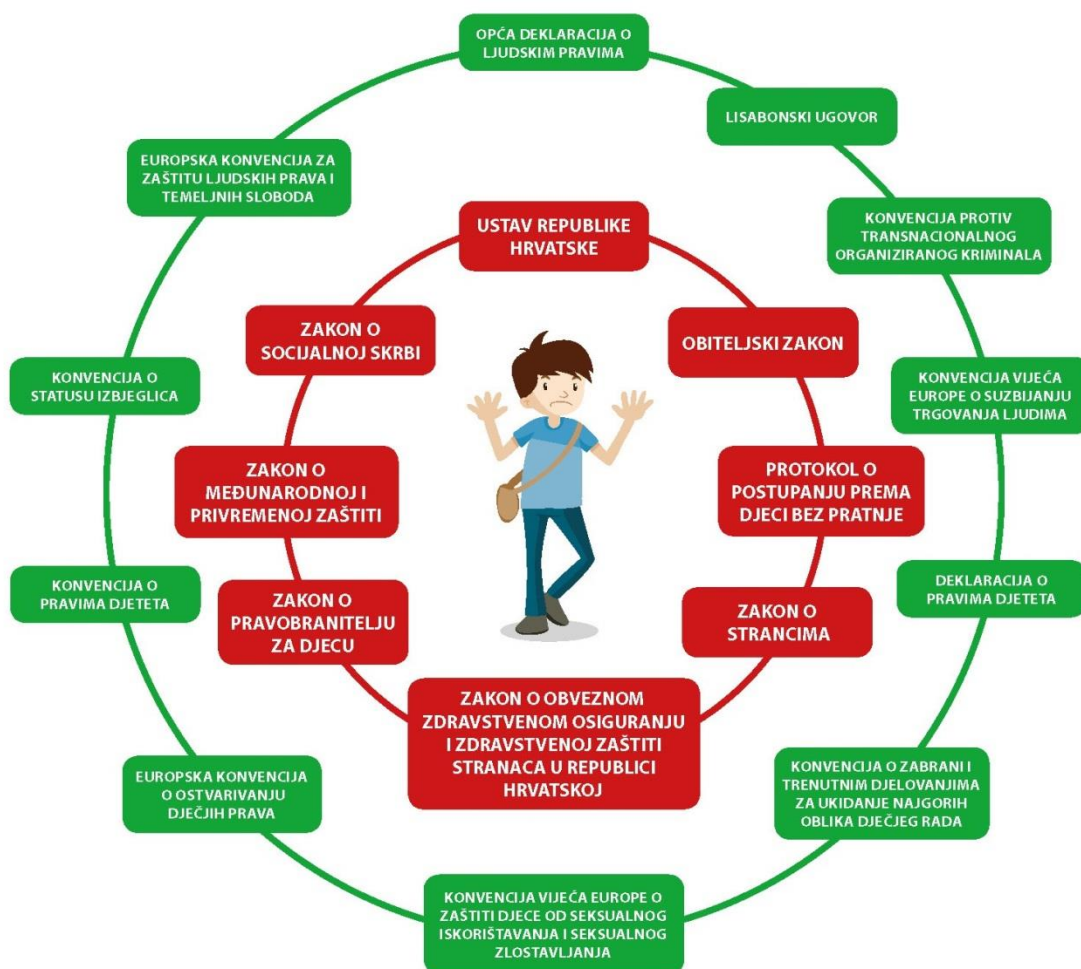 OPĆA DEKLARACIJA O
LJUDSKIM PRAVIMA
LISABONSKI UGOVOR
KONVENCIJA PROTIV
TRANSNACIONALNOG
ORGANIZIRANOG KRIMINALA
KONVENCIJA VIJEĆA
EUROPE O SUZBIJANJU
TRGOVANJA LJUDIMA
DEKLARACIJA O
PRAVIMA DJETETA
KONVENCIJA O ZABRANI I
TRENUTNIM DJELOVANJIMA
ZA UKIDANJE NAJGORIH
OBLIKA DJEČJEG RADA
KONVENCIJA VIJEĆA EUROPE O
ZAŠTITI DJECE OD SEKSUALNOG
ISKORIŠTAVANJA I SEKSUALNOG
ZLOSTAVLJANJA
EUROPSKA KONVENCIJA
O OSTVARIVANJU
DJEČJIH PRAVA
KONVENCIJA O
PRAVIMA DJETETA
KONVENCIJA O
STATUSU IZBJEGLICA
EUROPSKA KONVENCIJA ZA
ZAŠTITU LJUDSKIH PRAVA I
TEMELJNIH SLOBODA
USTAV REPUBLIKE
HRVATSKE
OBITELJSKI ZAKON
PROTOKOL O
POSTUPANJU PREMA
DJECI BEZ PRATNJE
ZAKON O
STRANCIMA
ZAKON O OBVEZNOM
ZDRAVSTVENOM OSIGURANJU
I ZDRAVSTVENOJ ZAŠTITI
STRANACA U REPUBLICI
HRVATSKOJ
ZAKON O
PRAVOBRANITELJU
ZA DJECU
ZAKON O
MEĐUNARODNOJ I
PRIVREMENOJ ZAŠTITI
ZAKON O
SOCIJALNOJ SKRBI